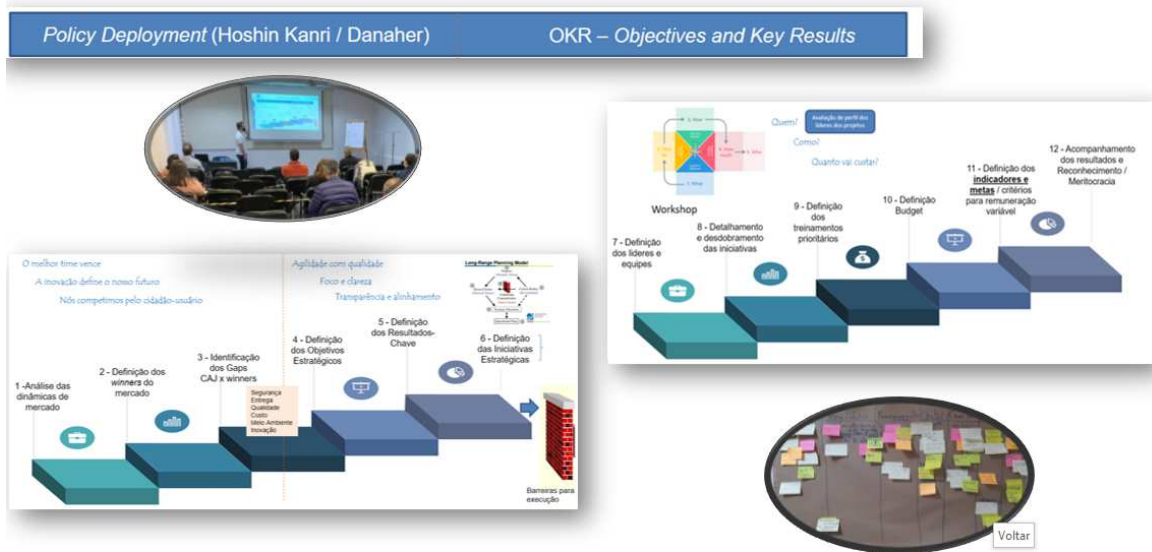 Policy Deployment (Hoshin Kanri / Danaher)
OKR – Objectives and Key Results
O melhor time vence
A inovação define o nosso futuro
Nós competimos pelo cidadão-usuário
Agilidade com qualidade
Foco e clareza
Transparência e alinhamento
Long-Range Planning Model
1 -Análise das
dinâmicas de
mercado
2 - Definição dos
winners do
mercado
3 - Identificação
dos Gaps
CAJ x winners
Segurança
Entrega
Qualidade
Custo
Meio Ambiente
Inovação
4 - Definição
dos Objetivos
Estratégicos
5 - Definição
dos Resultados-
Chave
6 – Definição
das Iniciativas
Estratégicas
Barreiras para
execução
Quem?
Avaliação de perfil dos
líderes dos projetos
Como?
Quanto vai custar?
Workshop
7 - Definição
dos líderes e
equipes
8 – Detalhamento
e desdobramento
das iniciativas
9 - Definição
dos
treinamentos
prioritários
10 - Definição
Budget
11 - Definição dos
indicadores e
metas / critérios
para remuneração
variável
12 - Acompanhamento
dos resultados e
Reconhecimento /
Meritocracia
Voltar